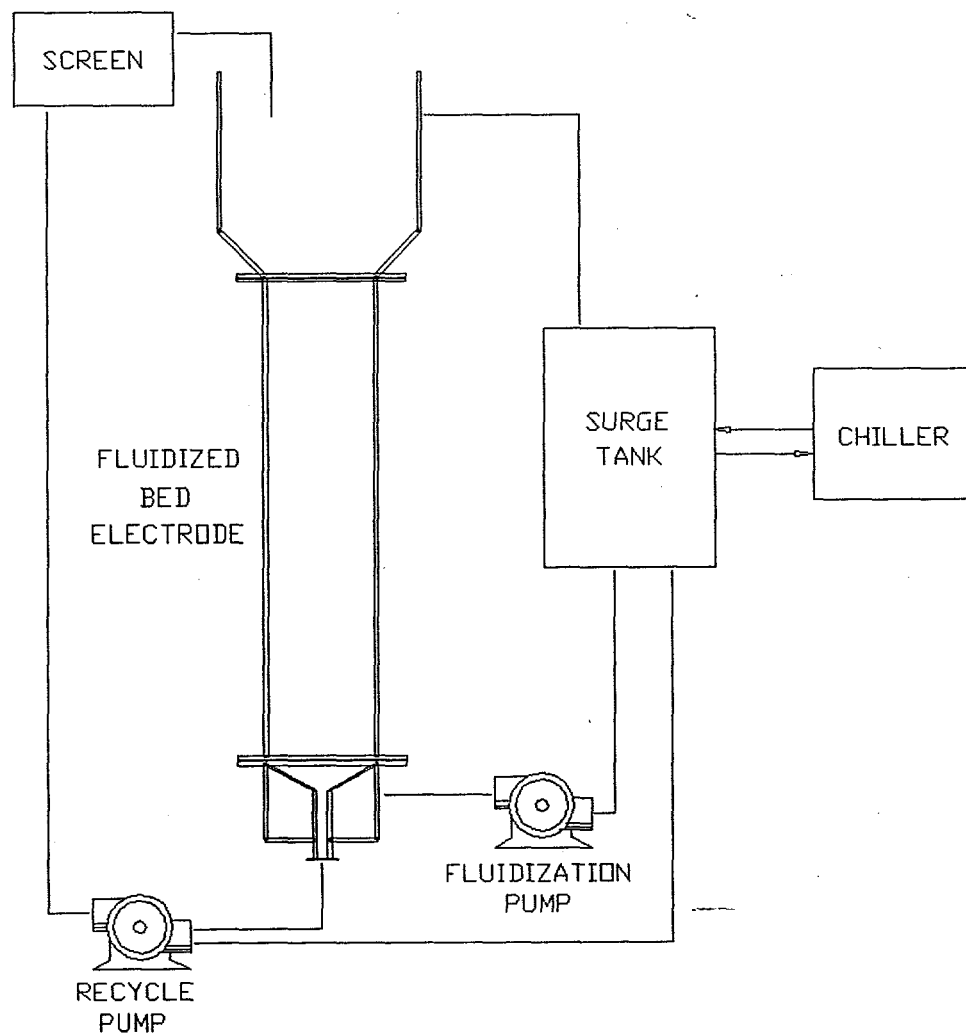 SCREEN
FLUIDIZED
BED
ELECTRODE
SURGE
TANK
CHILLER
FLUIDIZATION
PUMP
RECYCLE
PUMP